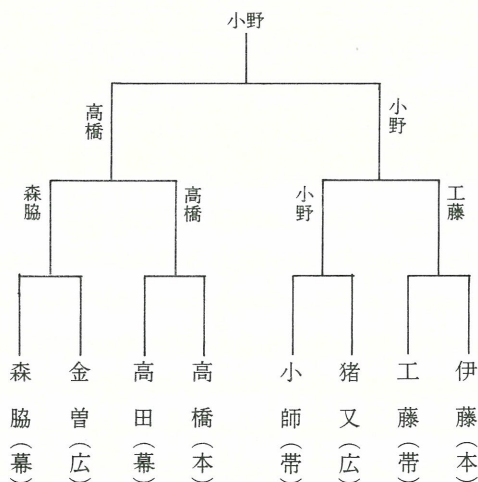 小野
高橋
小野
森脇
高橋
小野
工藤
森脇（幕）
金曽（広）
高田（幕）
高橋（本）
小師（帯）
猪又（広）
工藤（帯）
伊藤（本）